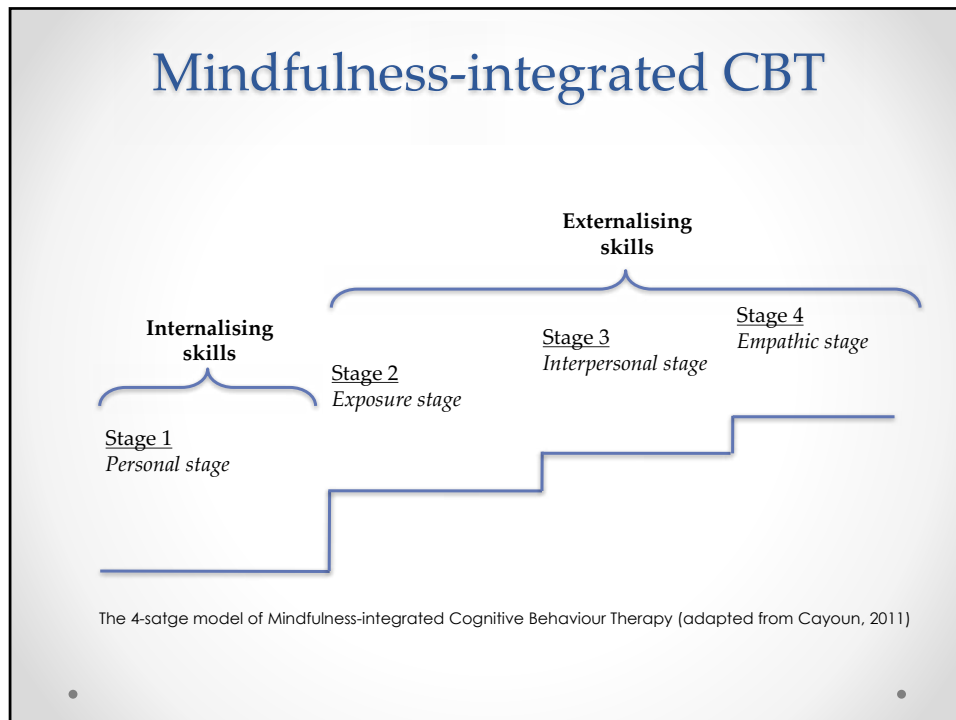 Mindfulness-integrated CBT
Externalising
skills
Internalising
skills
Stage 1
Personal stage
Stage 2
Exposure stage
Stage 3
Interpersonal stage
Stage 4
Empathic stage
The 4-satge model of Mindfulness-integrated Cognitive Behaviour Therapy (adapted from Cayoun, 2011)